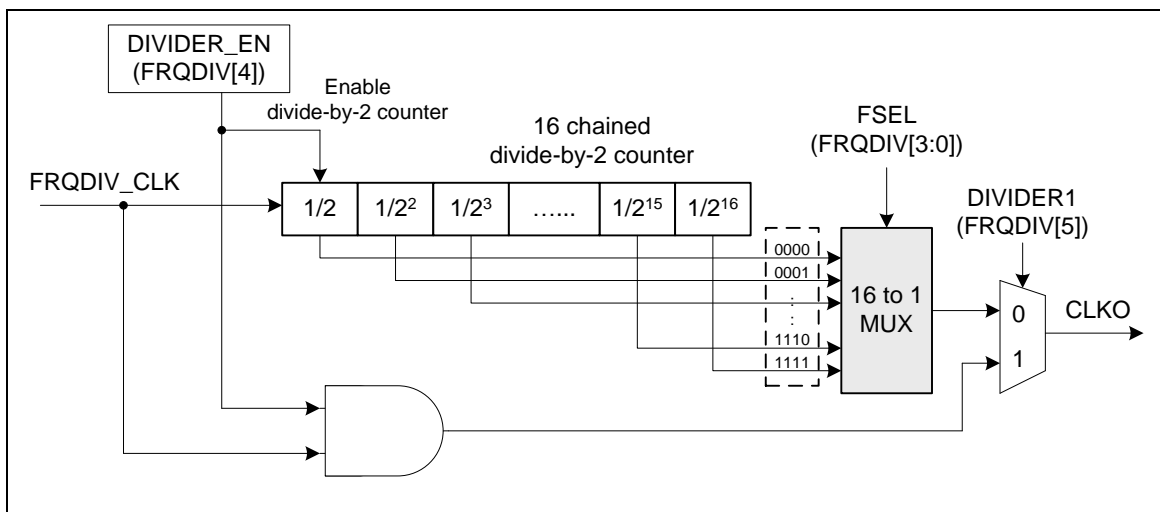 DIVIDER_EN
(FRQDIV[4])
Enable
divide-by-2 counter
16 chained
divide-by-2 counter
FSEL
(FRQDIV[3:0])
DIVIDER1
(FRQDIV[5])
FRQDIV_CLK
1/2 1/2² 1/2³ …... 1/2¹⁵ 1/2¹⁶
0000
0001
:
:
1110
1111
16 to 1
MUX
0
1
CLKO